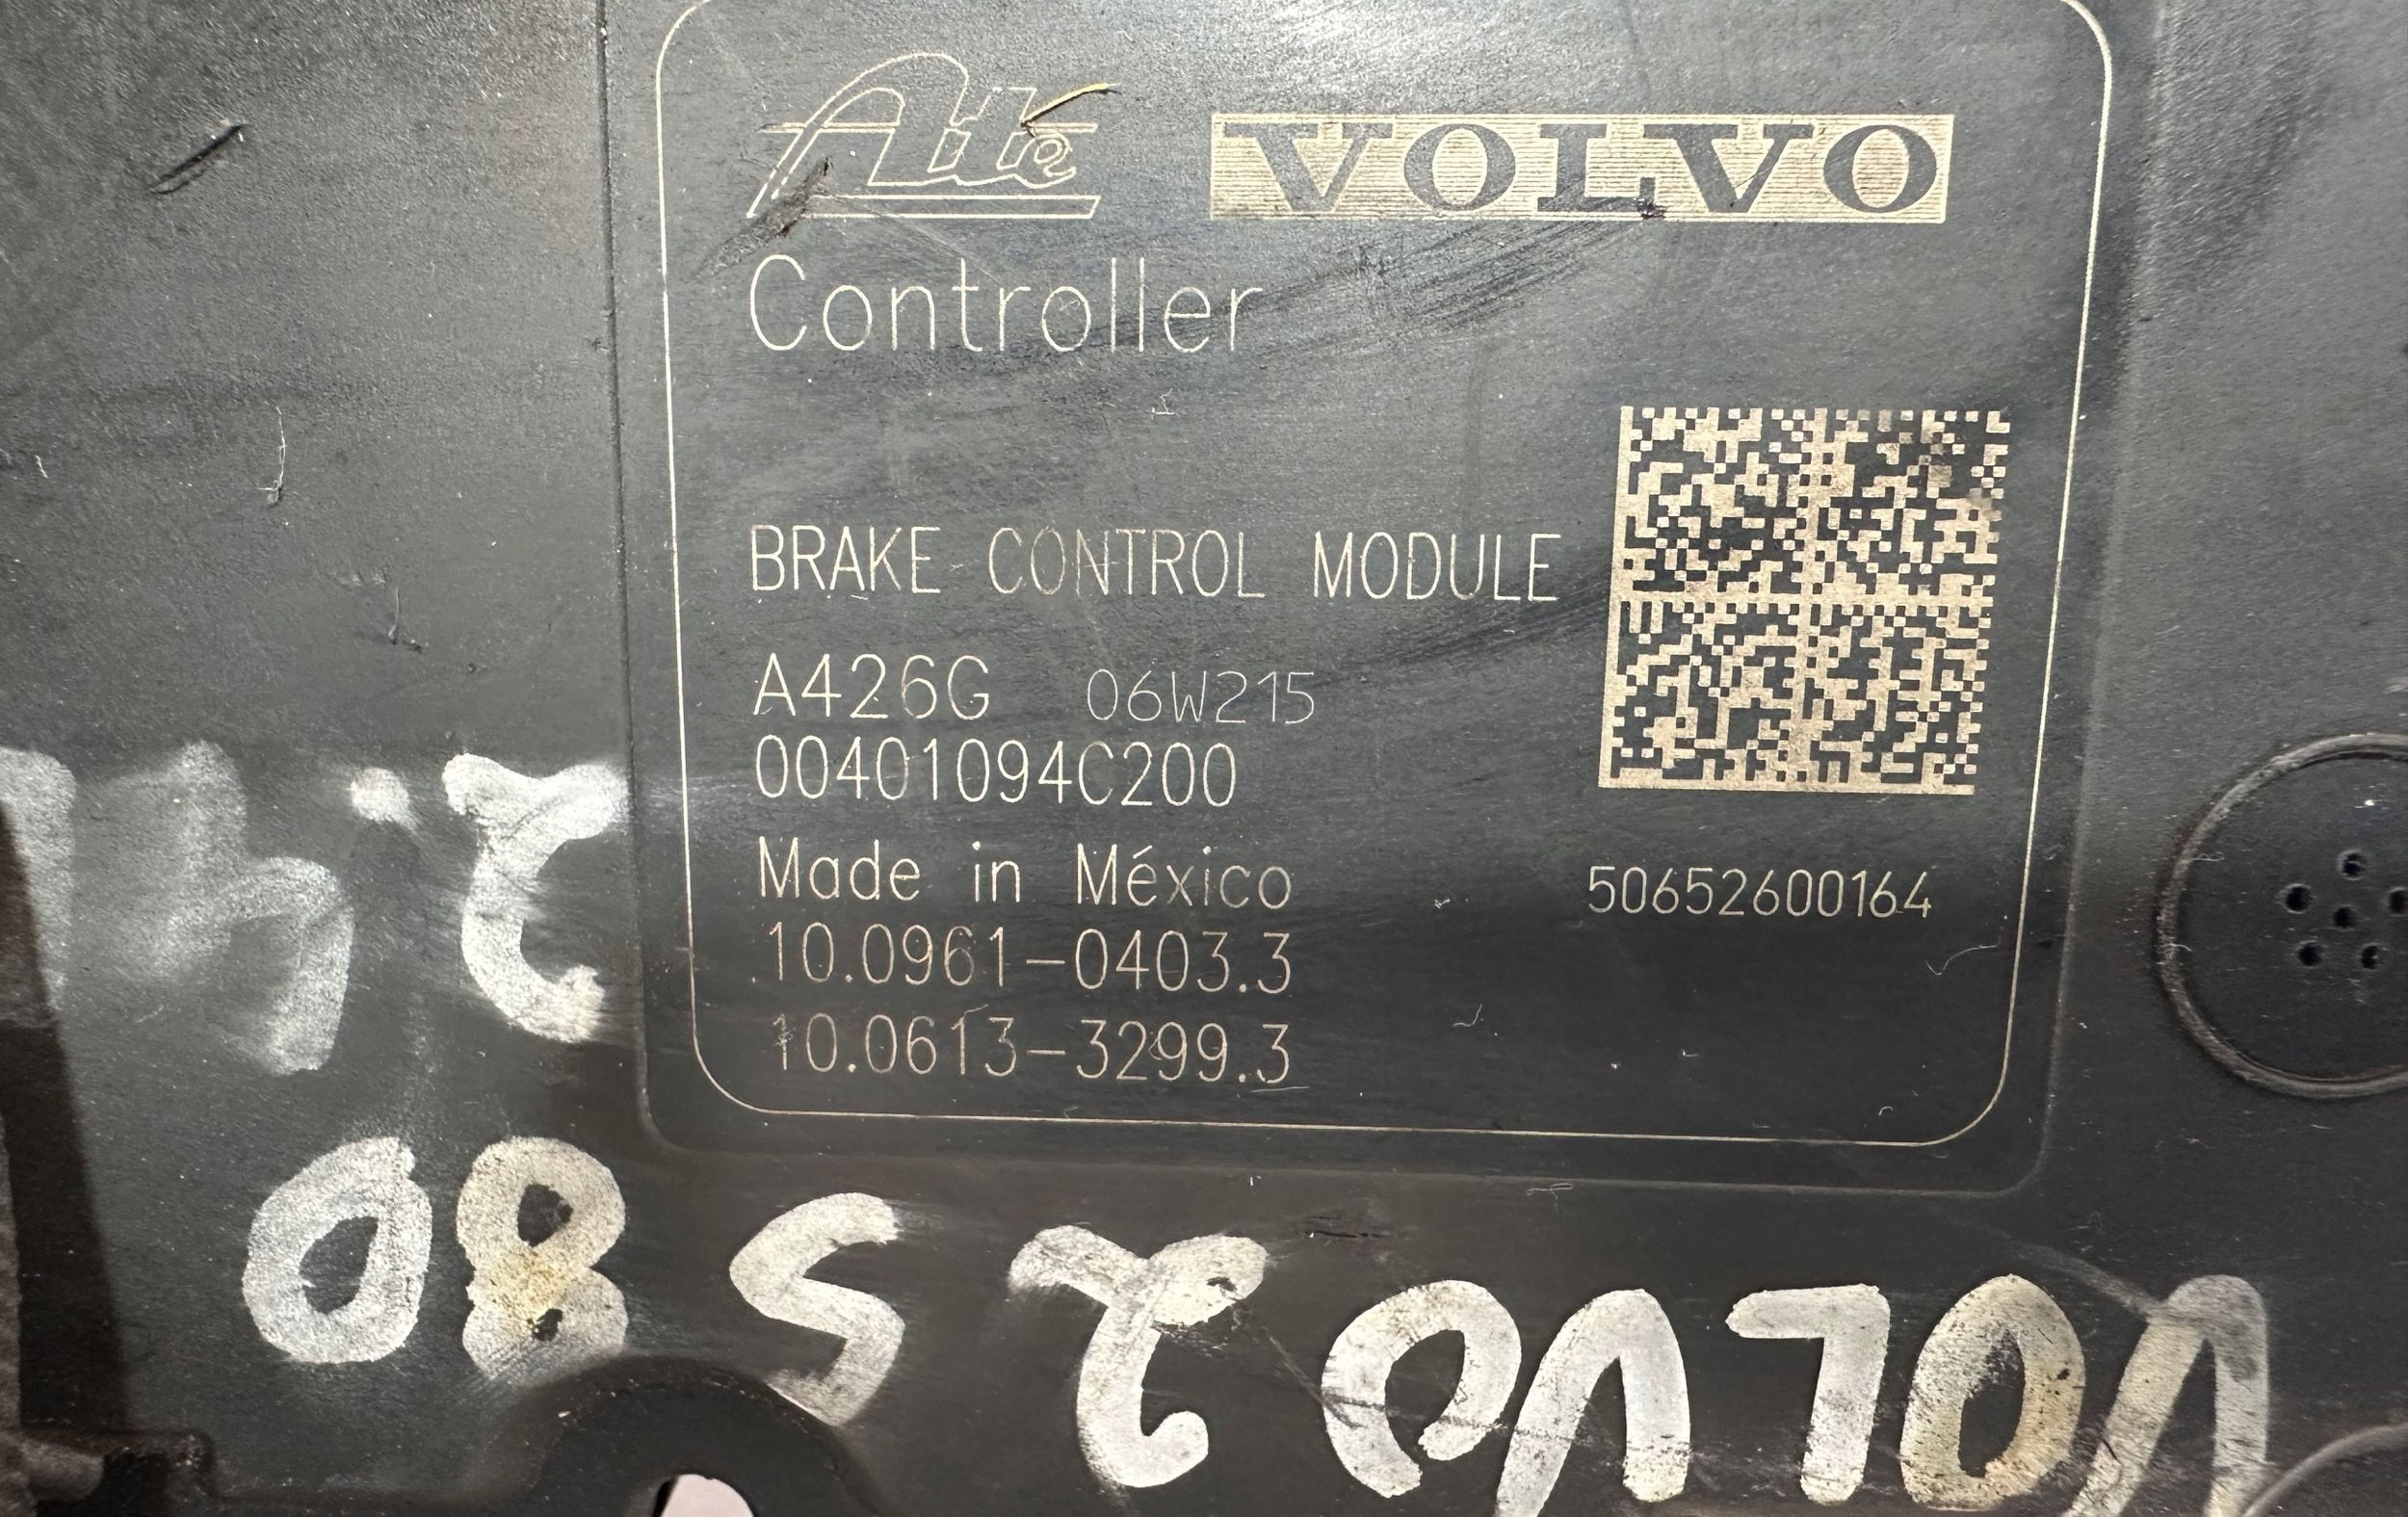 Ate VOLVO
Controller
BRAKE CONTROL MODULE
A426G 06W215
00401094C200
Made in México
10.0961-0403.3
10.0613-3299.3
50652600164
VOLVO 2 S 80